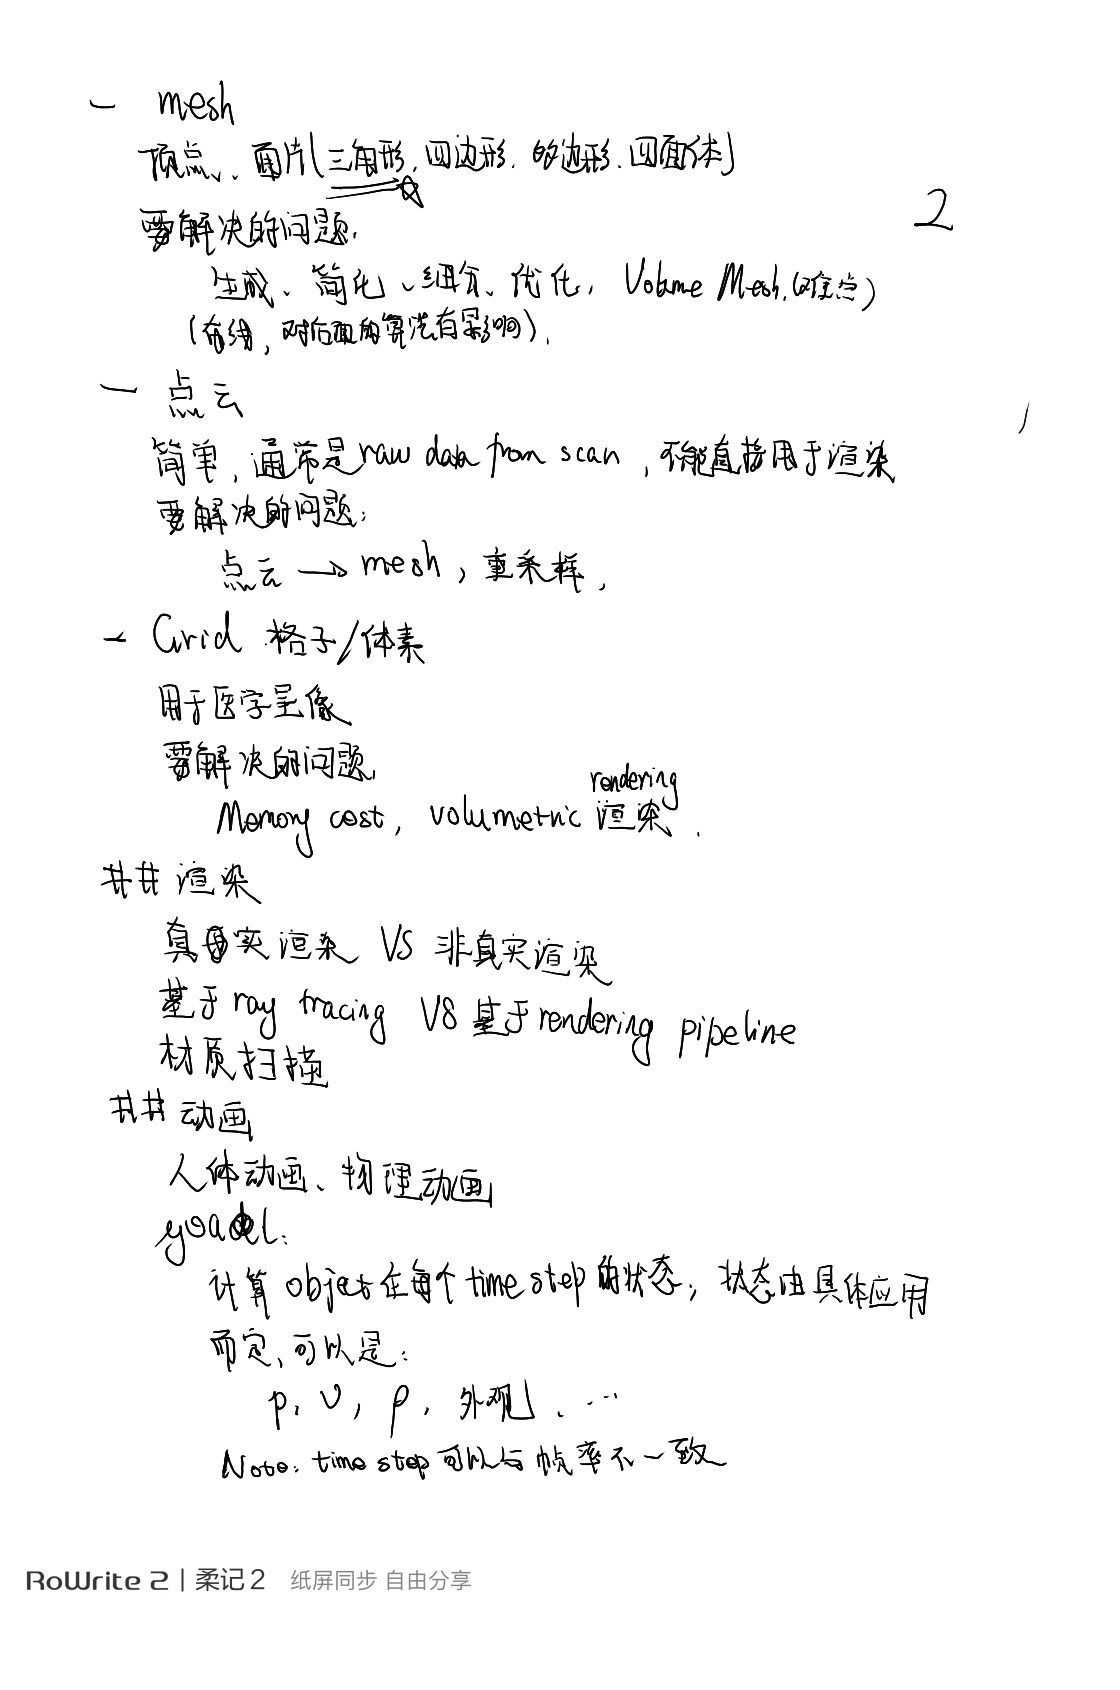 - mesh
顶点、面片(三角形,四边形.多边形.四面体)
2
要解决的问题.
生成、简化、细分、优化, Volume Mesh.(难点)
(存储,对后面的算法有影响).
- 点云
简单,通常是raw data from scan,不能直接用于渲染
要解决的问题:
点云 → mesh,重采样,
- Grid 格子/体素
用于医学呈像
要解决的问题,
rendering
Memory cost, volumetric 渲染.
## 渲染
真实渲染 VS 非真实渲染
基于ray tracing VS 基于rendering pipeline
材质扫描
## 动画
人体动画、物理动画
计算object在每个time step的状态;状态由具体应用
而定,可以是:
p, v, ρ, 外观、...
Note: time step可以与帧率不一致
RoWrite 2 | 柔记 2 纸屏同步 自由分享